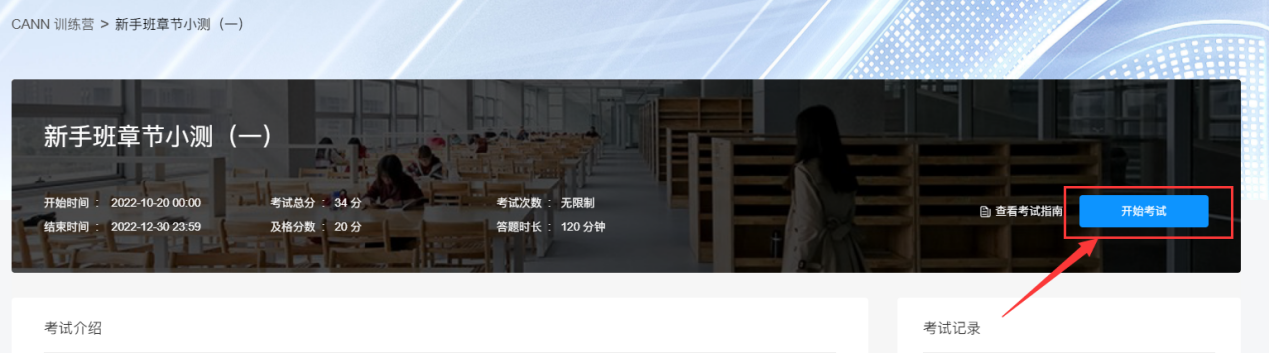 CANN 训练营 > 新手班章节小测（一）
新手班章节小测（一）
开始时间 ： 2022-10-20 00:00 考试总分 ： 34 分 考试次数 ： 无限制
结束时间 ： 2022-12-30 23:59 及格分数 ： 20 分 答题时长 ： 120 分钟
查看考试指南 开始考试
考试介绍
考试记录